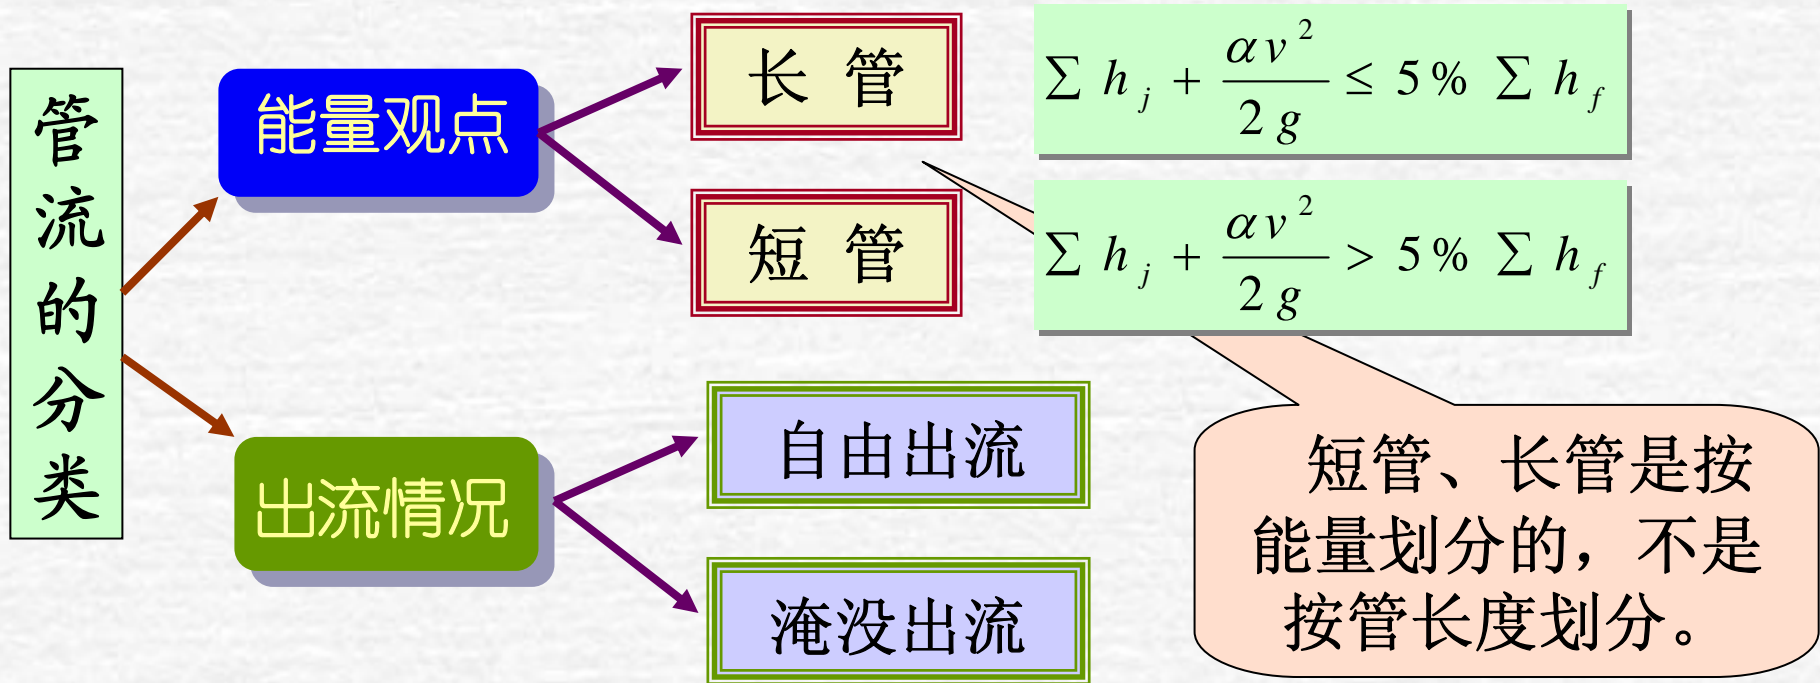 管流的分类
能量观点
长 管
∑ h_j + αv²/2g ≤ 5% ∑ h_f
短 管
∑ h_j + αv²/2g > 5% ∑ h_f
出流情况
自由出流
淹没出流
短管、长管是按
能量划分的，不是
按管长度划分。